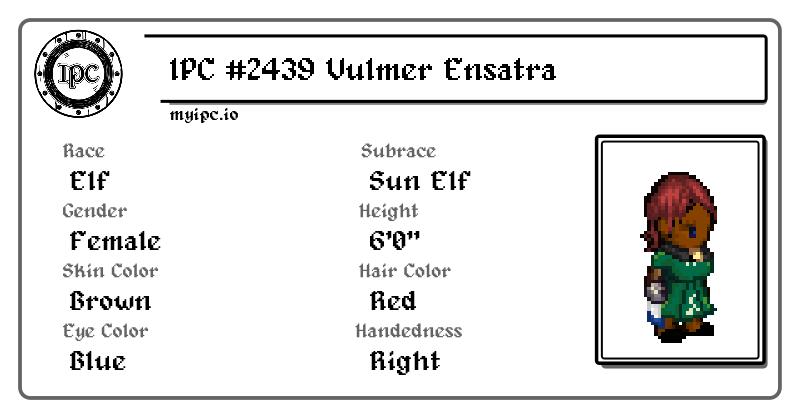 IPC
IPC #2439 Vulmer Ensatra
myipc.io
Race
Elf
Subrace
Sun Elf
Gender
Female
Height
6'0"
Skin Color
Brown
Hair Color
Red
Eye Color
Blue
Handedness
Right